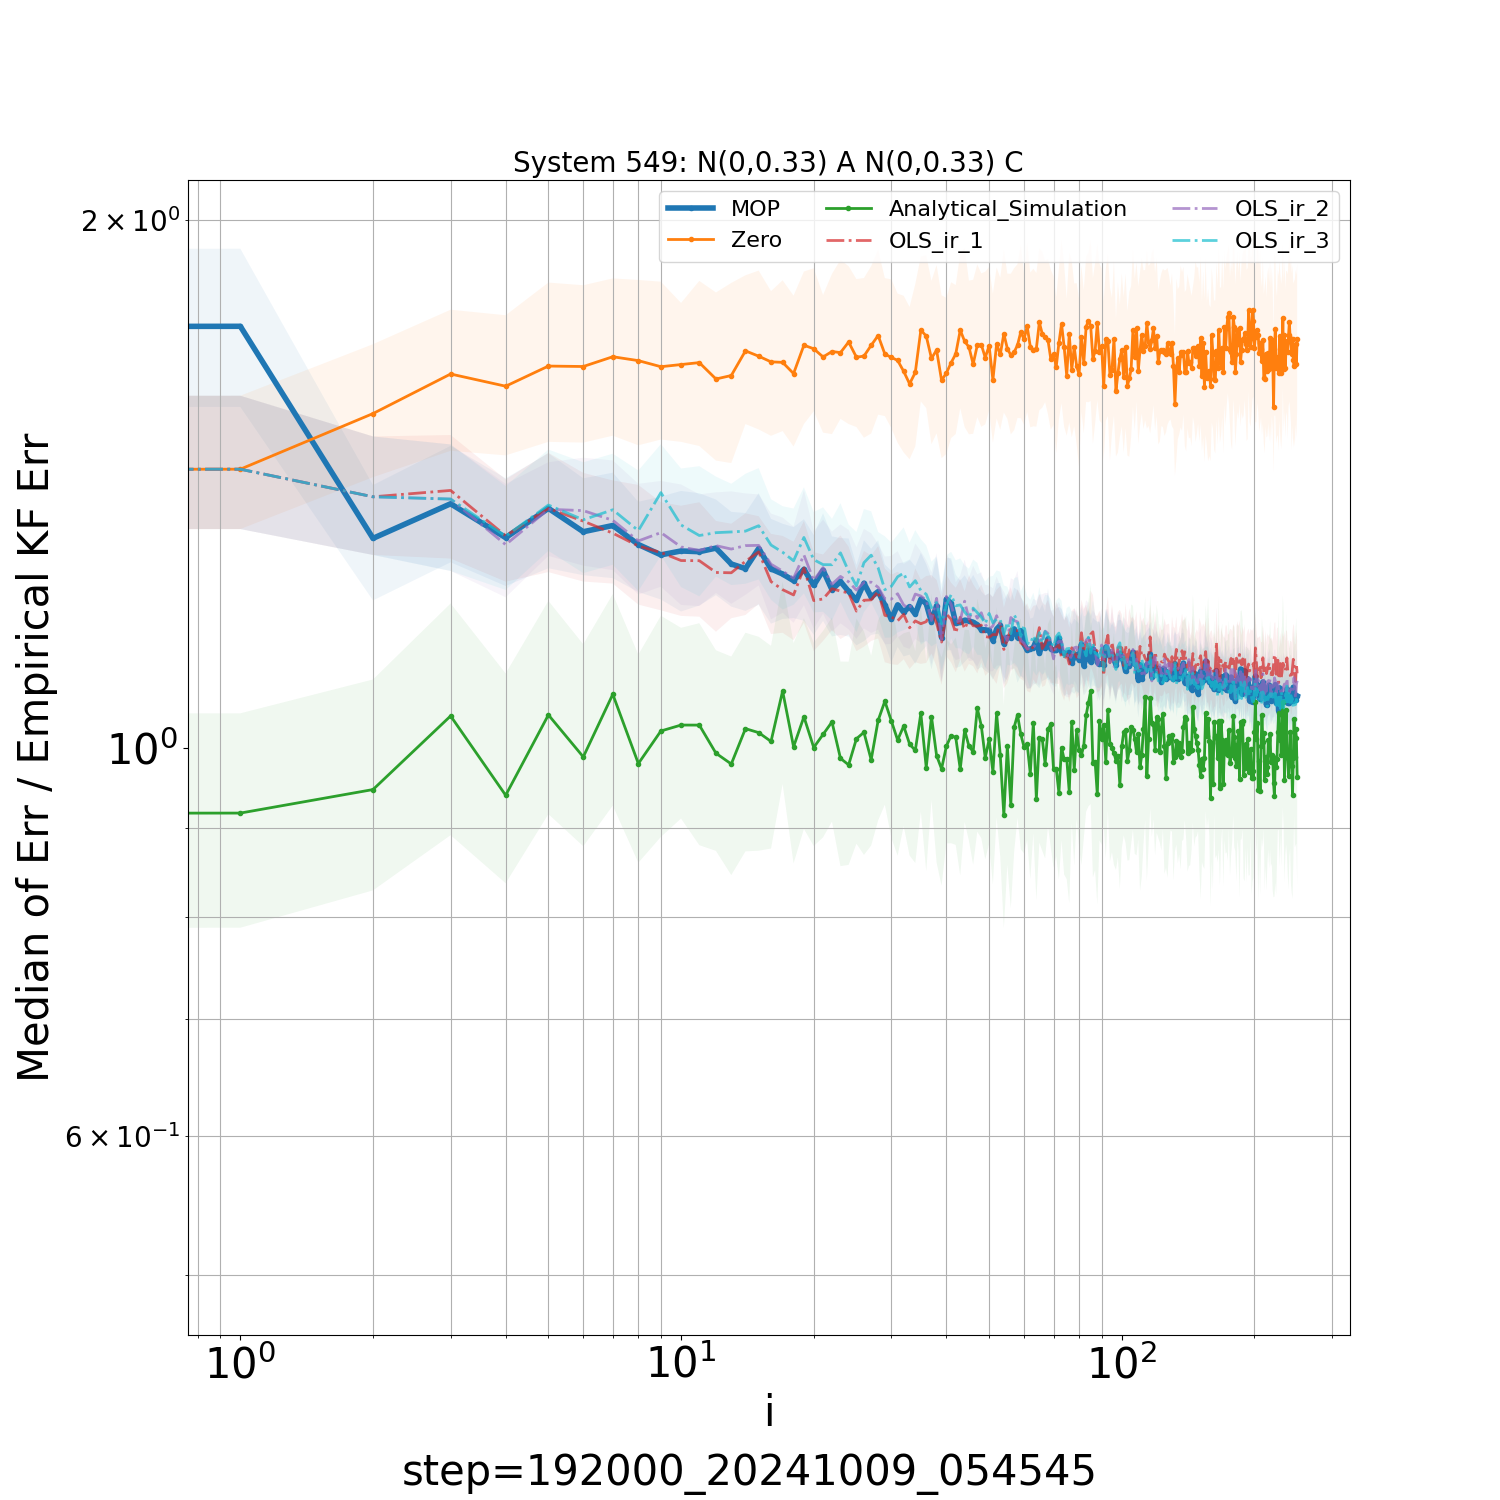 System 549: N(0,0.33) A N(0,0.33) C
MOP
Zero
Analytical_Simulation
OLS_ir_1
OLS_ir_2
OLS_ir_3
Median of Err / Empirical KF Err
2 × 10⁰
10⁰
6 × 10⁻¹
10⁰
10¹
10²
i
step=192000_20241009_054545